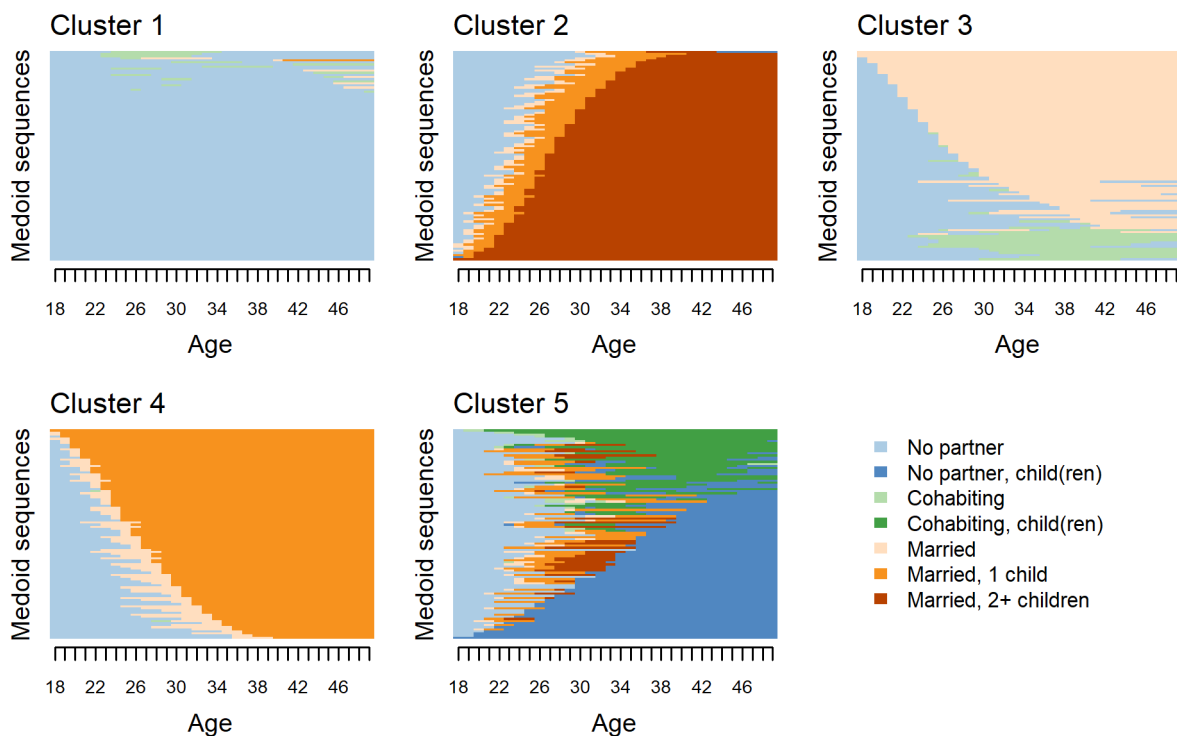 Cluster 1
Medoid sequences
18 22 26 30 34 38 42 46
Age
Cluster 2
Medoid sequences
18 22 26 30 34 38 42 46
Age
Cluster 3
Medoid sequences
18 22 26 30 34 38 42 46
Age
Cluster 4
Medoid sequences
18 22 26 30 34 38 42 46
Age
Cluster 5
Medoid sequences
18 22 26 30 34 38 42 46
Age
No partner
No partner, child(ren)
Cohabiting
Cohabiting, child(ren)
Married
Married, 1 child
Married, 2+ children